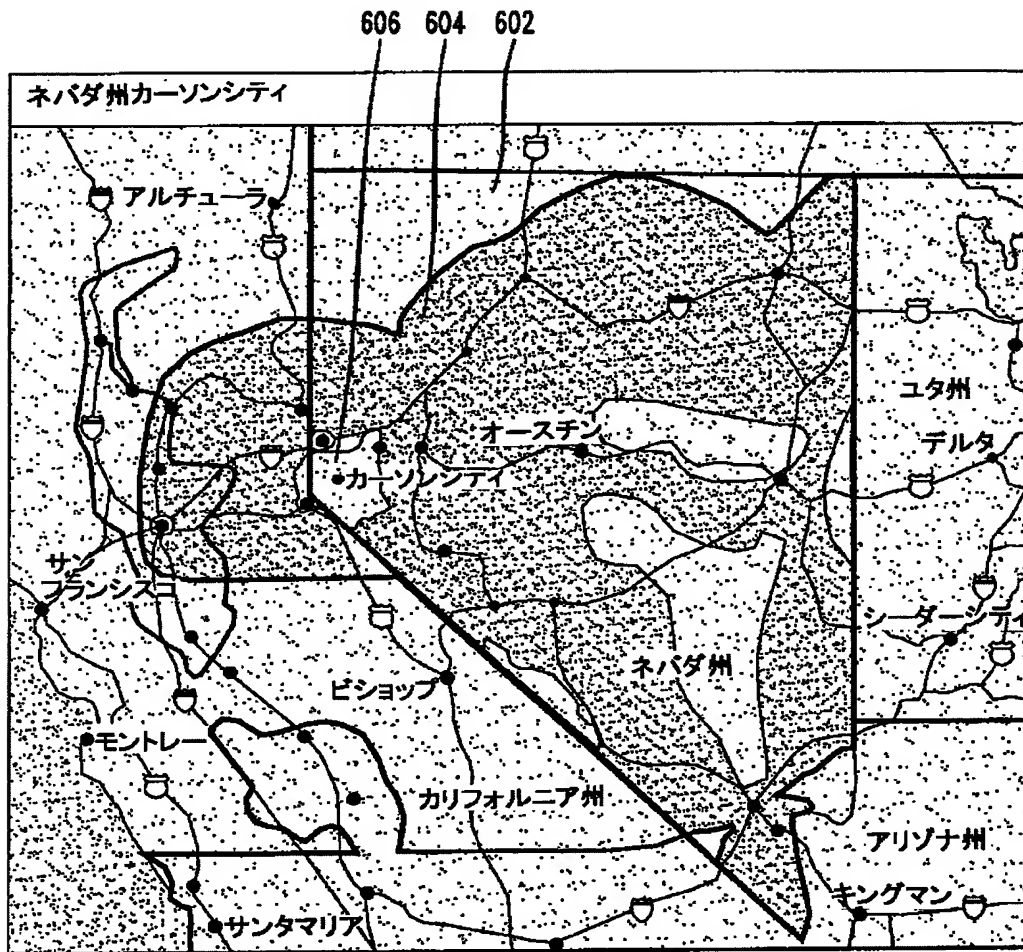 606 604 602
ネバダ州カーソンシティ
アルチューラ
ユタ州
オースチン
デルタ
カーソンシティ
サン
フランシスコ
シーダーシティ
ネバダ州
ビショップ
モントレー
カリフォルニア州
アリゾナ州
キングマン
サンタマリア